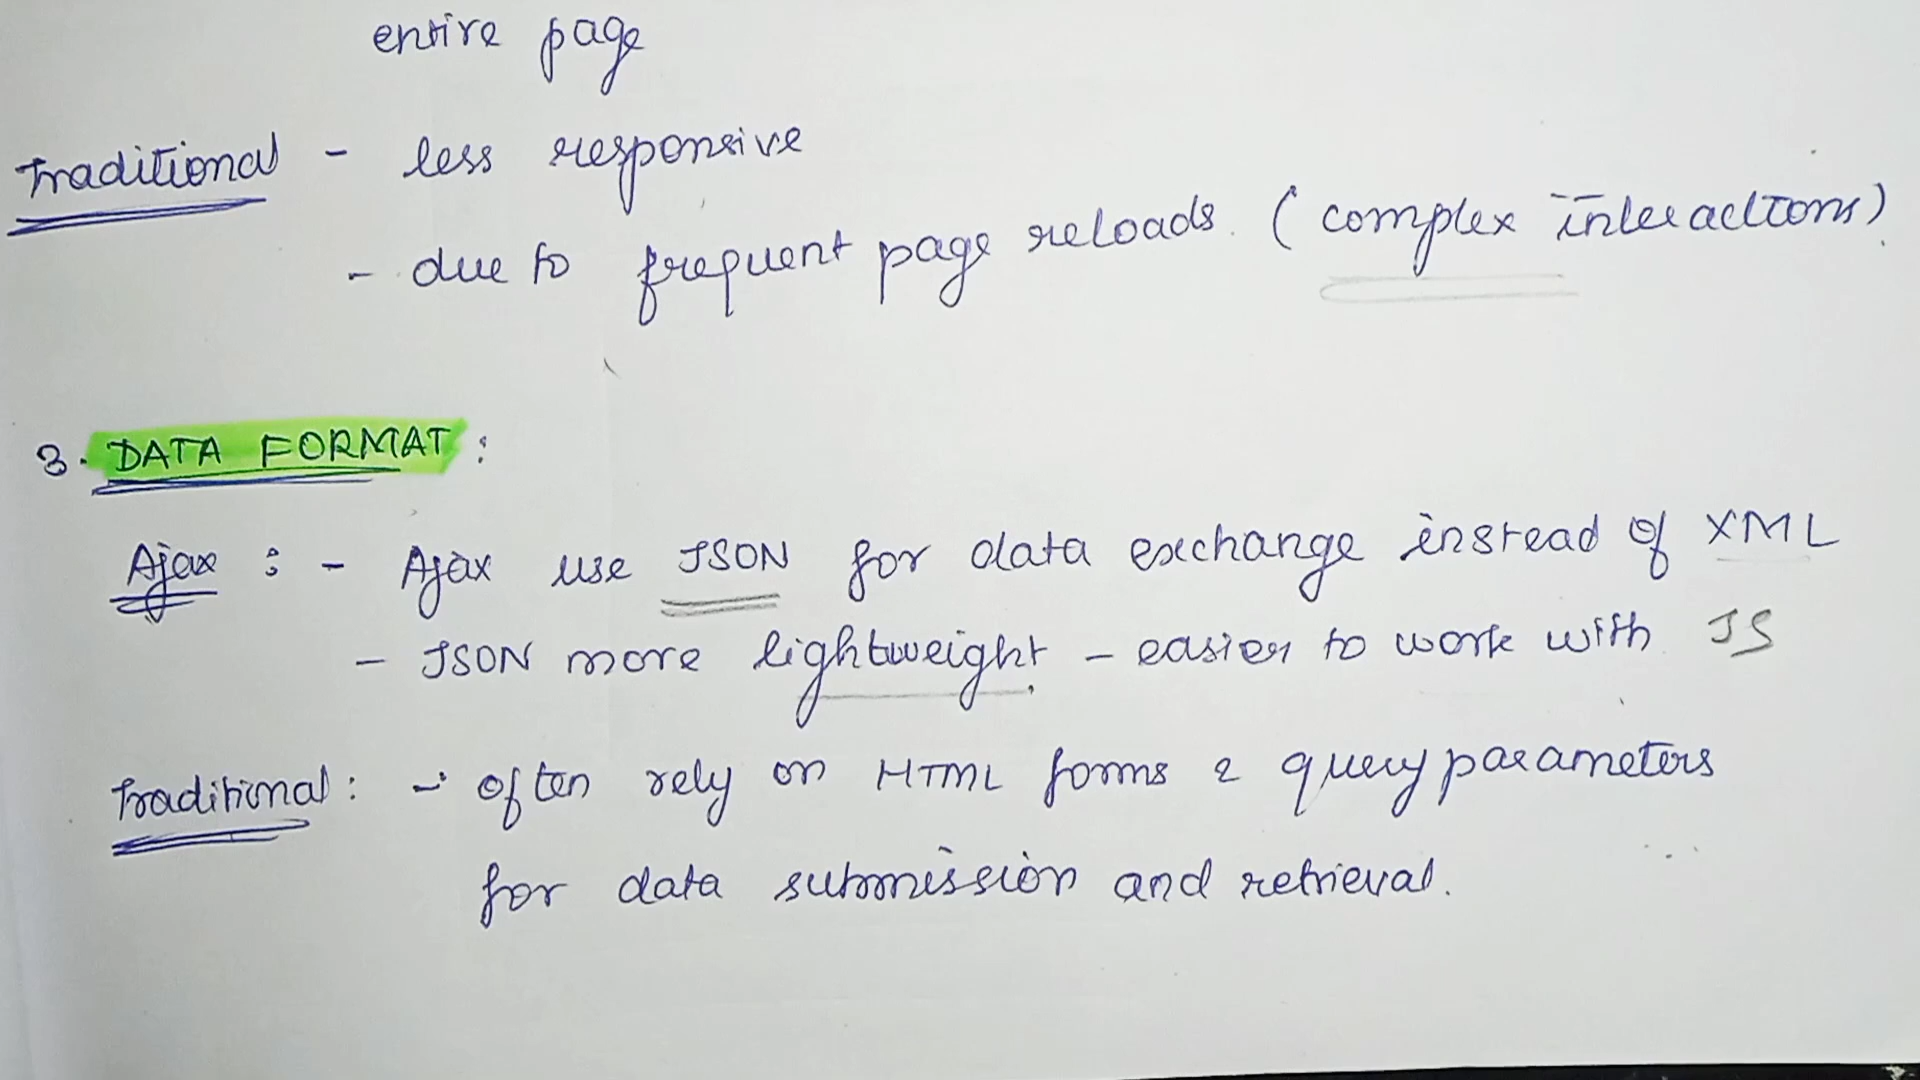 entire page
Traditional - less responsive
- due to frequent page reloads. (complex interactions)
3. DATA FORMAT :
Ajax : - Ajax use JSON for data exchange instead of XML
- JSON more lightweight - easier to work with JS
Traditional : - often rely on HTML forms & query parameters
for data submission and retrieval.